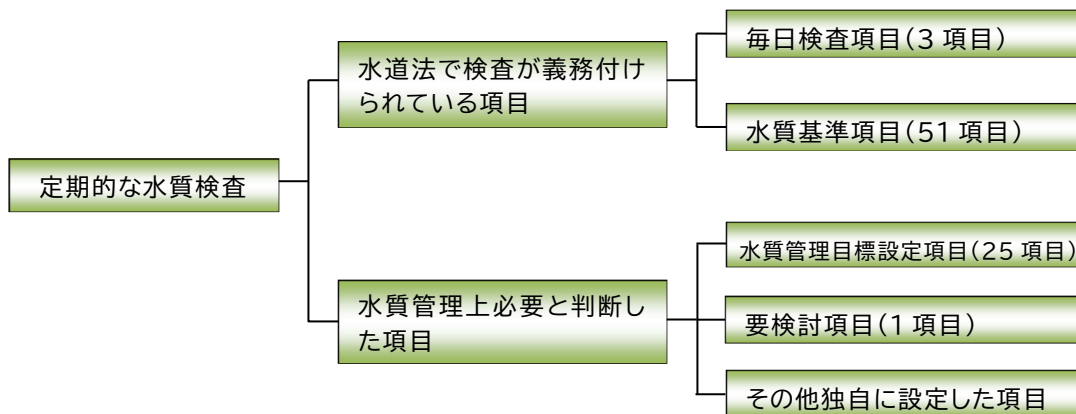 定期的な水質検査
水道法で検査が義務付け
られている項目
毎日検査項目(3 項目)
水質基準項目(51 項目)
水質管理上必要と判断し
た項目
水質管理目標設定項目(25 項目)
要検討項目(1 項目)
その他独自に設定した項目